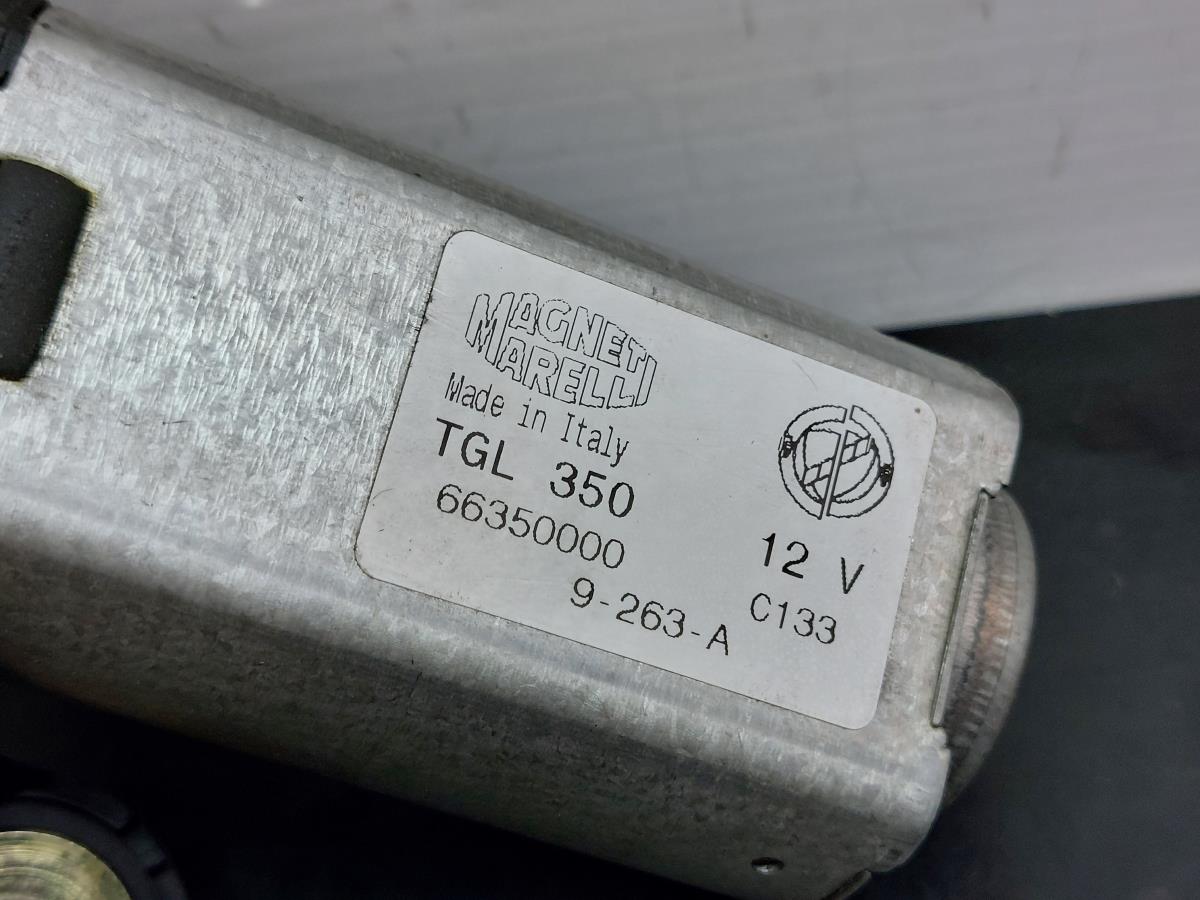 MAGNETI
MARELLI
Made in Italy
TGL 350
66350000
12 V
9-263-A
C133